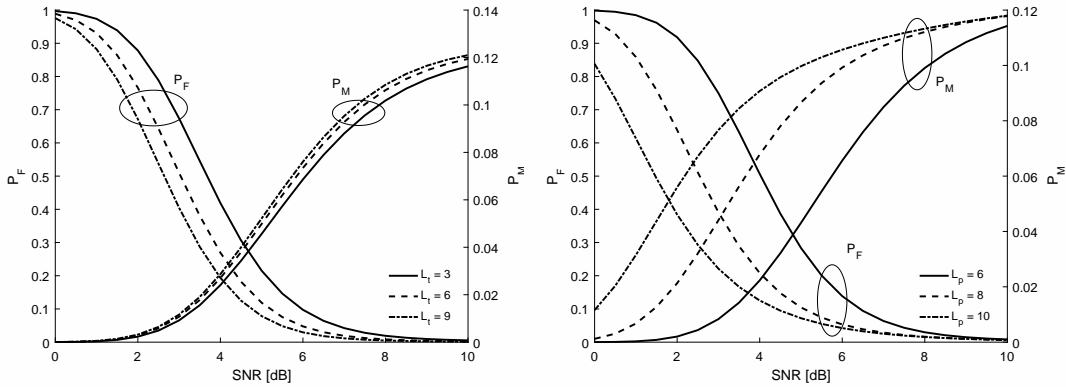 1
0.9
0.8
0.7
0.6
0.5
0.4
0.3
0.2
0.1
0
P_F
0.14
0.12
0.1
0.08
0.06
0.04
0.02
0
P_M
P_F
P_M
L_t = 3
L_t = 6
L_t = 9
0 2 4 6 8 10
SNR [dB]
1
0.9
0.8
0.7
0.6
0.5
0.4
0.3
0.2
0.1
0
P_F
0.12
0.1
0.08
0.06
0.04
0.02
0
P_M
P_M
P_F
L_p = 6
L_p = 8
L_p = 10
0 2 4 6 8 10
SNR [dB]